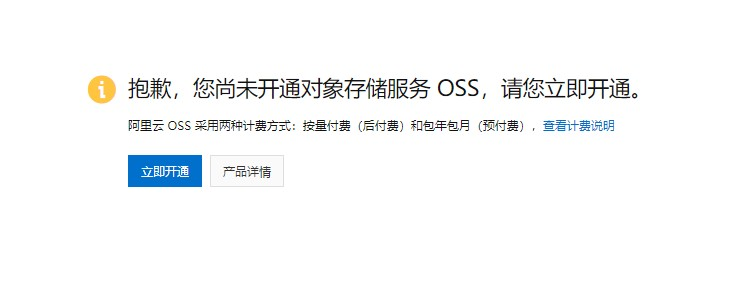 抱歉，您尚未开通对象存储服务 OSS，请您立即开通。
阿里云 OSS 采用两种计费方式：按量付费（后付费）和包年包月（预付费），查看计费说明
立即开通 产品详情